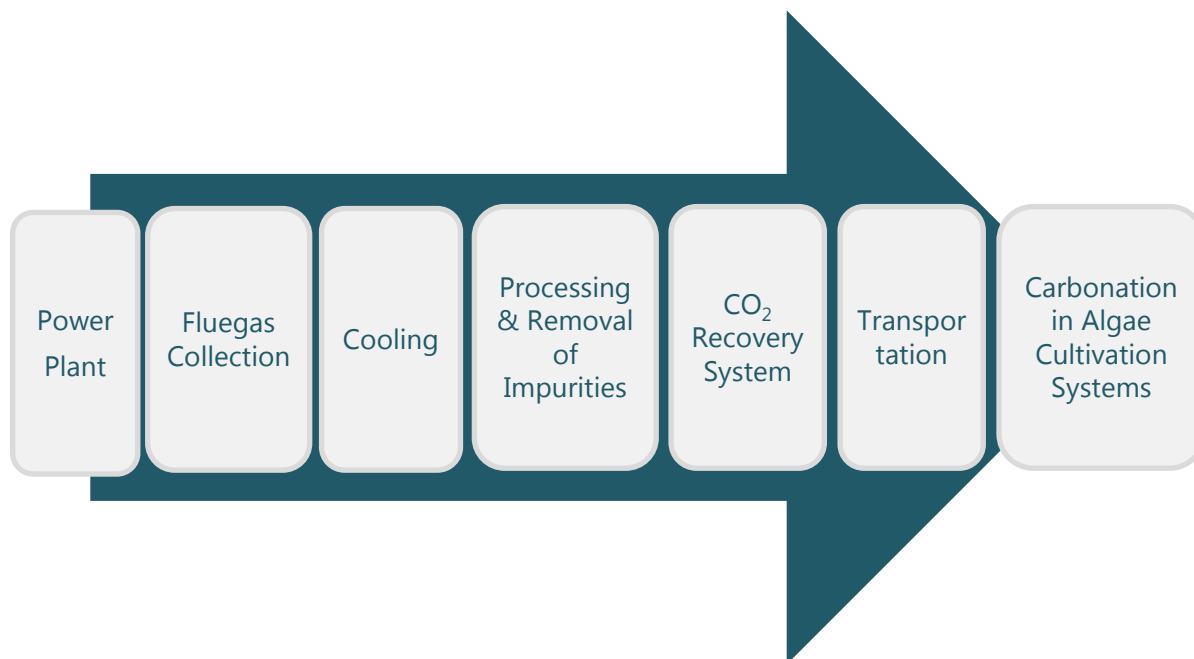 Power
Plant
Fluegas
Collection
Cooling
Processing
& Removal
of
Impurities
CO₂
Recovery
System
Transpor
tation
Carbonation
in Algae
Cultivation
Systems